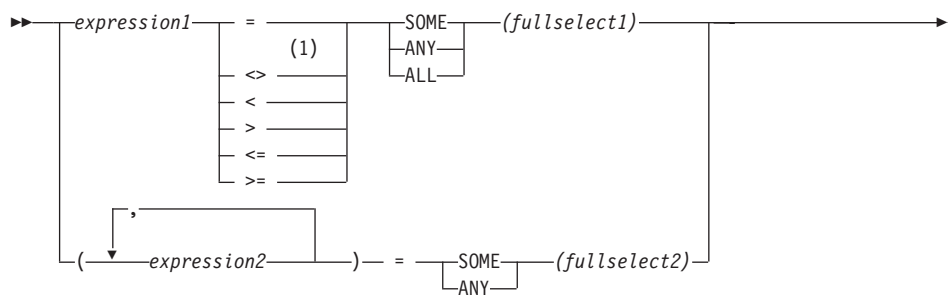 expression1 = SOME (fullselect1)
(1) ANY
<> ALL
<
>
<=
>=
,
( expression2 ) = SOME (fullselect2)
ANY